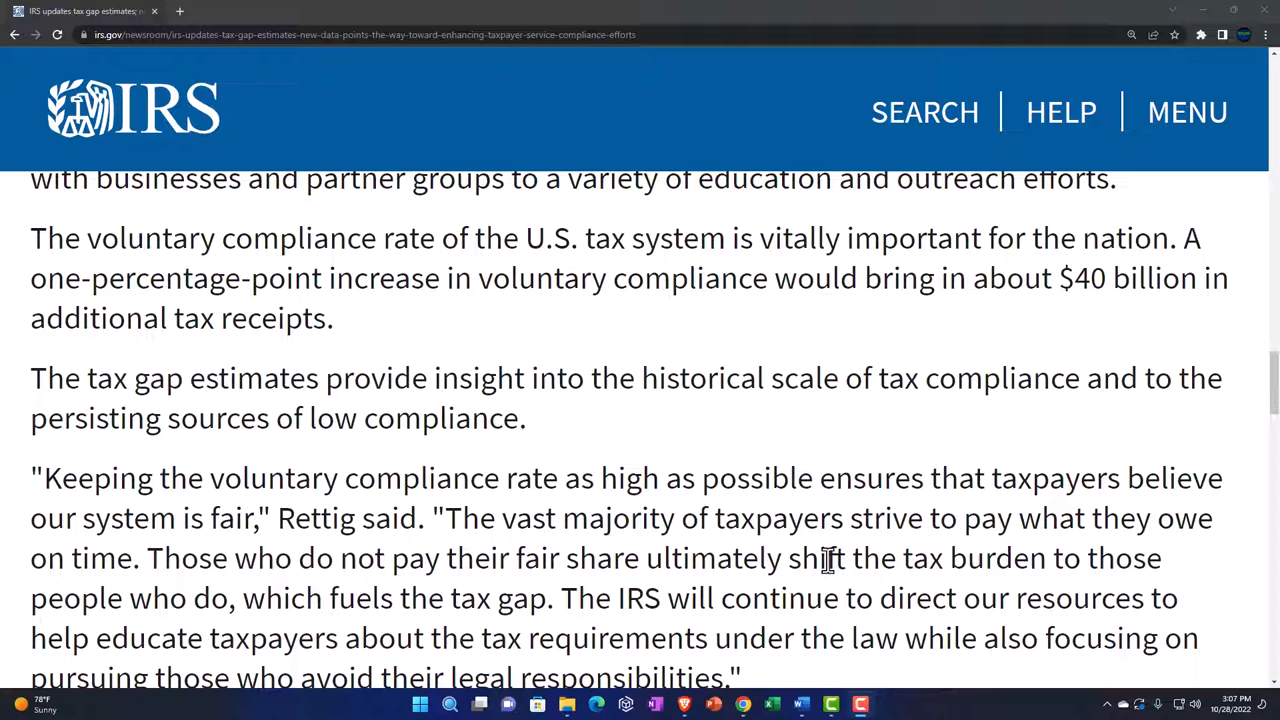 IRS updates tax gap estimates; n
irs.gov/newsroom/irs-updates-tax-gap-estimates-new-data-points-the-way-toward-enhancing-taxpayer-service-compliance-efforts
IRS
SEARCH | HELP | MENU
with businesses and partner groups to a variety of education and outreach efforts.
The voluntary compliance rate of the U.S. tax system is vitally important for the nation. A
one-percentage-point increase in voluntary compliance would bring in about $40 billion in
additional tax receipts.
The tax gap estimates provide insight into the historical scale of tax compliance and to the
persisting sources of low compliance.
"Keeping the voluntary compliance rate as high as possible ensures that taxpayers believe
our system is fair," Rettig said. "The vast majority of taxpayers strive to pay what they owe
on time. Those who do not pay their fair share ultimately shift the tax burden to those
people who do, which fuels the tax gap. The IRS will continue to direct our resources to
help educate taxpayers about the tax requirements under the law while also focusing on
pursuing those who avoid their legal responsibilities."
78°F
Sunny
3:07 PM
10/28/2022